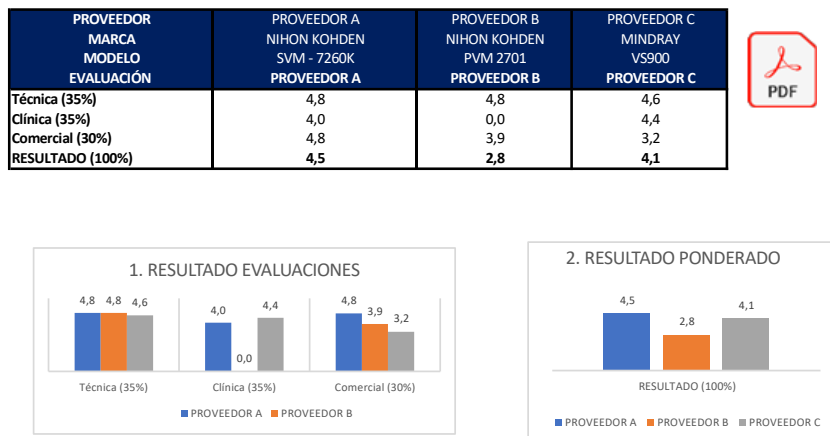 PROVEEDOR PROVEEDOR A PROVEEDOR B PROVEEDOR C
MARCA NIHON KOHDEN NIHON KOHDEN MINDRAY
MODELO SVM - 7260K PVM 2701 VS900
EVALUACIÓN PROVEEDOR A PROVEEDOR B PROVEEDOR C
Técnica (35%) 4,8 4,8 4,6
Clínica (35%) 4,0 0,0 4,4
Comercial (30%) 4,8 3,9 3,2
RESULTADO (100%) 4,5 2,8 4,1
PDF
1. RESULTADO EVALUACIONES
4,8 4,8 4,6 4,0 0,0 4,4 4,8 3,9 3,2
Técnica (35%) Clínica (35%) Comercial (30%)
PROVEEDOR A PROVEEDOR B
2. RESULTADO PONDERADO
4,5 2,8 4,1
RESULTADO (100%)
PROVEEDOR A PROVEEDOR B PROVEEDOR C